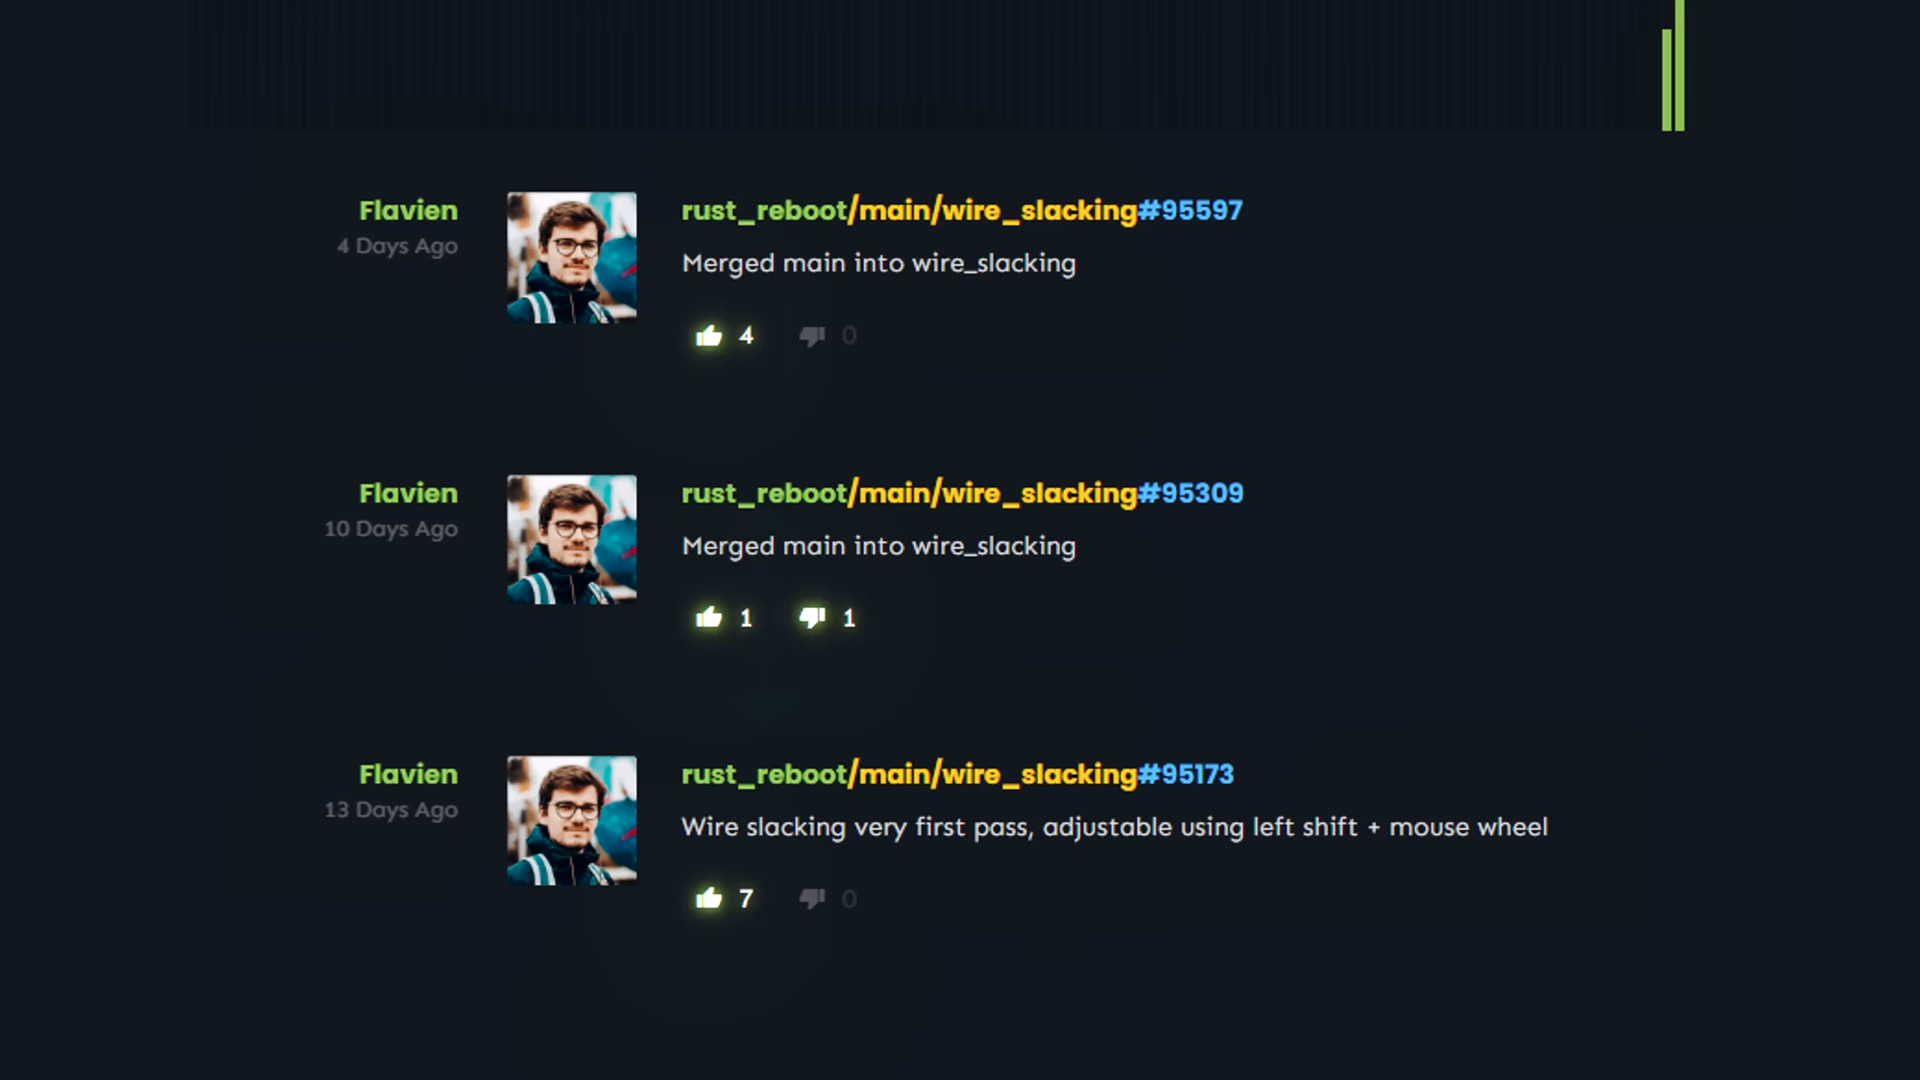 Flavien
4 Days Ago
rust_reboot/main/wire_slacking#95597
Merged main into wire_slacking
4 0
Flavien
10 Days Ago
rust_reboot/main/wire_slacking#95309
Merged main into wire_slacking
1 1
Flavien
13 Days Ago
rust_reboot/main/wire_slacking#95173
Wire slacking very first pass, adjustable using left shift + mouse wheel
7 0